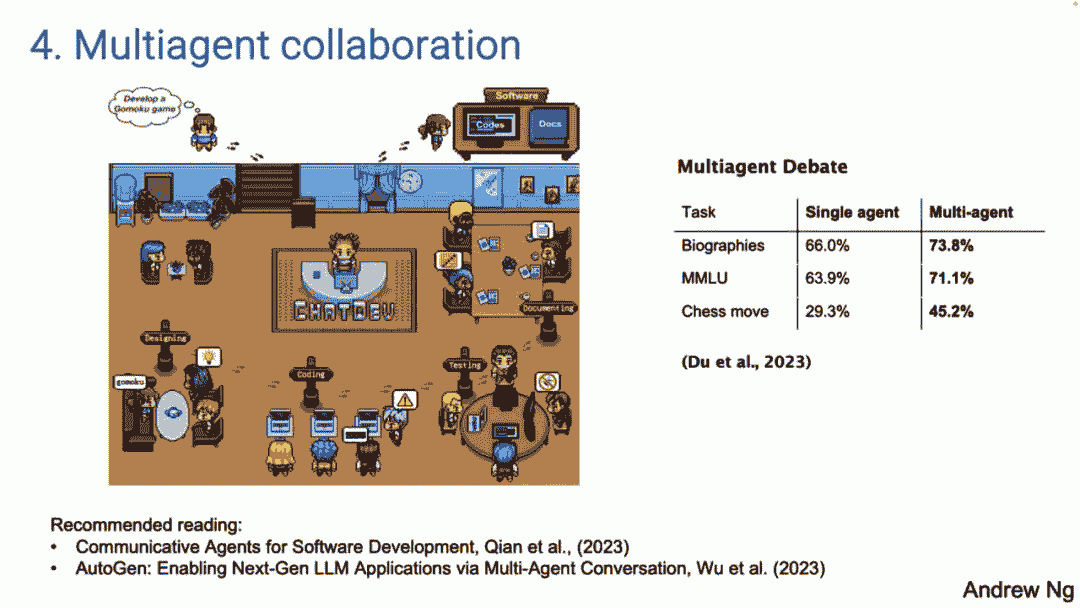 4. Multiagent collaboration
Develop a
Gomoku game
Software
Codes
Docs
CHATDEV
Documenting
Designing
gomoku
Coding
Testing
Multiagent Debate
Task Single agent Multi-agent
Biographies 66.0% 73.8%
MMLU 63.9% 71.1%
Chess move 29.3% 45.2%
(Du et al., 2023)
Recommended reading:
• Communicative Agents for Software Development, Qian et al., (2023)
• AutoGen: Enabling Next-Gen LLM Applications via Multi-Agent Conversation, Wu et al. (2023)
Andrew Ng